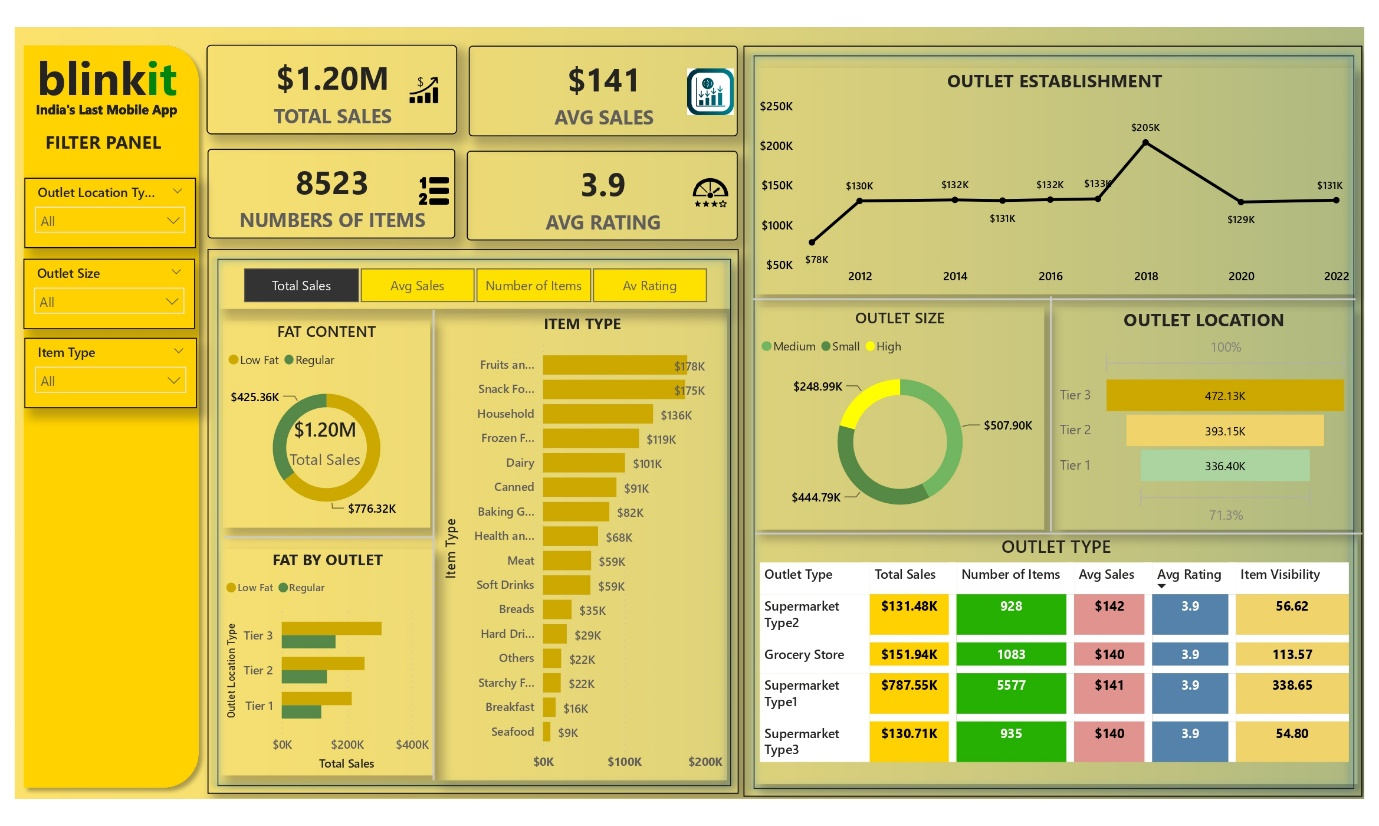 blinkit
India's Last Mobile App
FILTER PANEL
Outlet Location Ty...
All
Outlet Size
All
Item Type
All
$1.20M
TOTAL SALES
$
$141
AVG SALES
8523
NUMBERS OF ITEMS
1
2
3.9
AVG RATING
Total Sales
Avg Sales
Number of Items
Av Rating
FAT CONTENT
Low Fat Regular
$425.36K
$1.20M
Total Sales
$776.32K
FAT BY OUTLET
Low Fat Regular
Outlet Location Type
Tier 3
Tier 2
Tier 1
$0K $200K $400K
Total Sales
ITEM TYPE
Item Type
Fruits an... $178K
Snack Fo... $175K
Household $136K
Frozen F... $119K
Dairy $101K
Canned $91K
Baking G... $82K
Health an... $68K
Meat $59K
Soft Drinks $59K
Breads $35K
Hard Dri... $29K
Others $22K
Starchy F... $22K
Breakfast $16K
Seafood $9K
$0K $100K $200K
OUTLET ESTABLISHMENT
$250K
$200K
$150K
$100K
$50K
$78K
$130K
$132K
$131K
$132K
$133K
$205K
$129K
$131K
2012 2014 2016 2018 2020 2022
OUTLET SIZE
Medium Small High
$248.99K
$507.90K
$444.79K
OUTLET LOCATION
100%
Tier 3 472.13K
Tier 2 393.15K
Tier 1 336.40K
71.3%
OUTLET TYPE
Outlet Type Total Sales Number of Items Avg Sales Avg Rating Item Visibility
Supermarket $131.48K 928 $142 3.9 56.62
Type2
Grocery Store $151.94K 1083 $140 3.9 113.57
Supermarket $787.55K 5577 $141 3.9 338.65
Type1
Supermarket $130.71K 935 $140 3.9 54.80
Type3